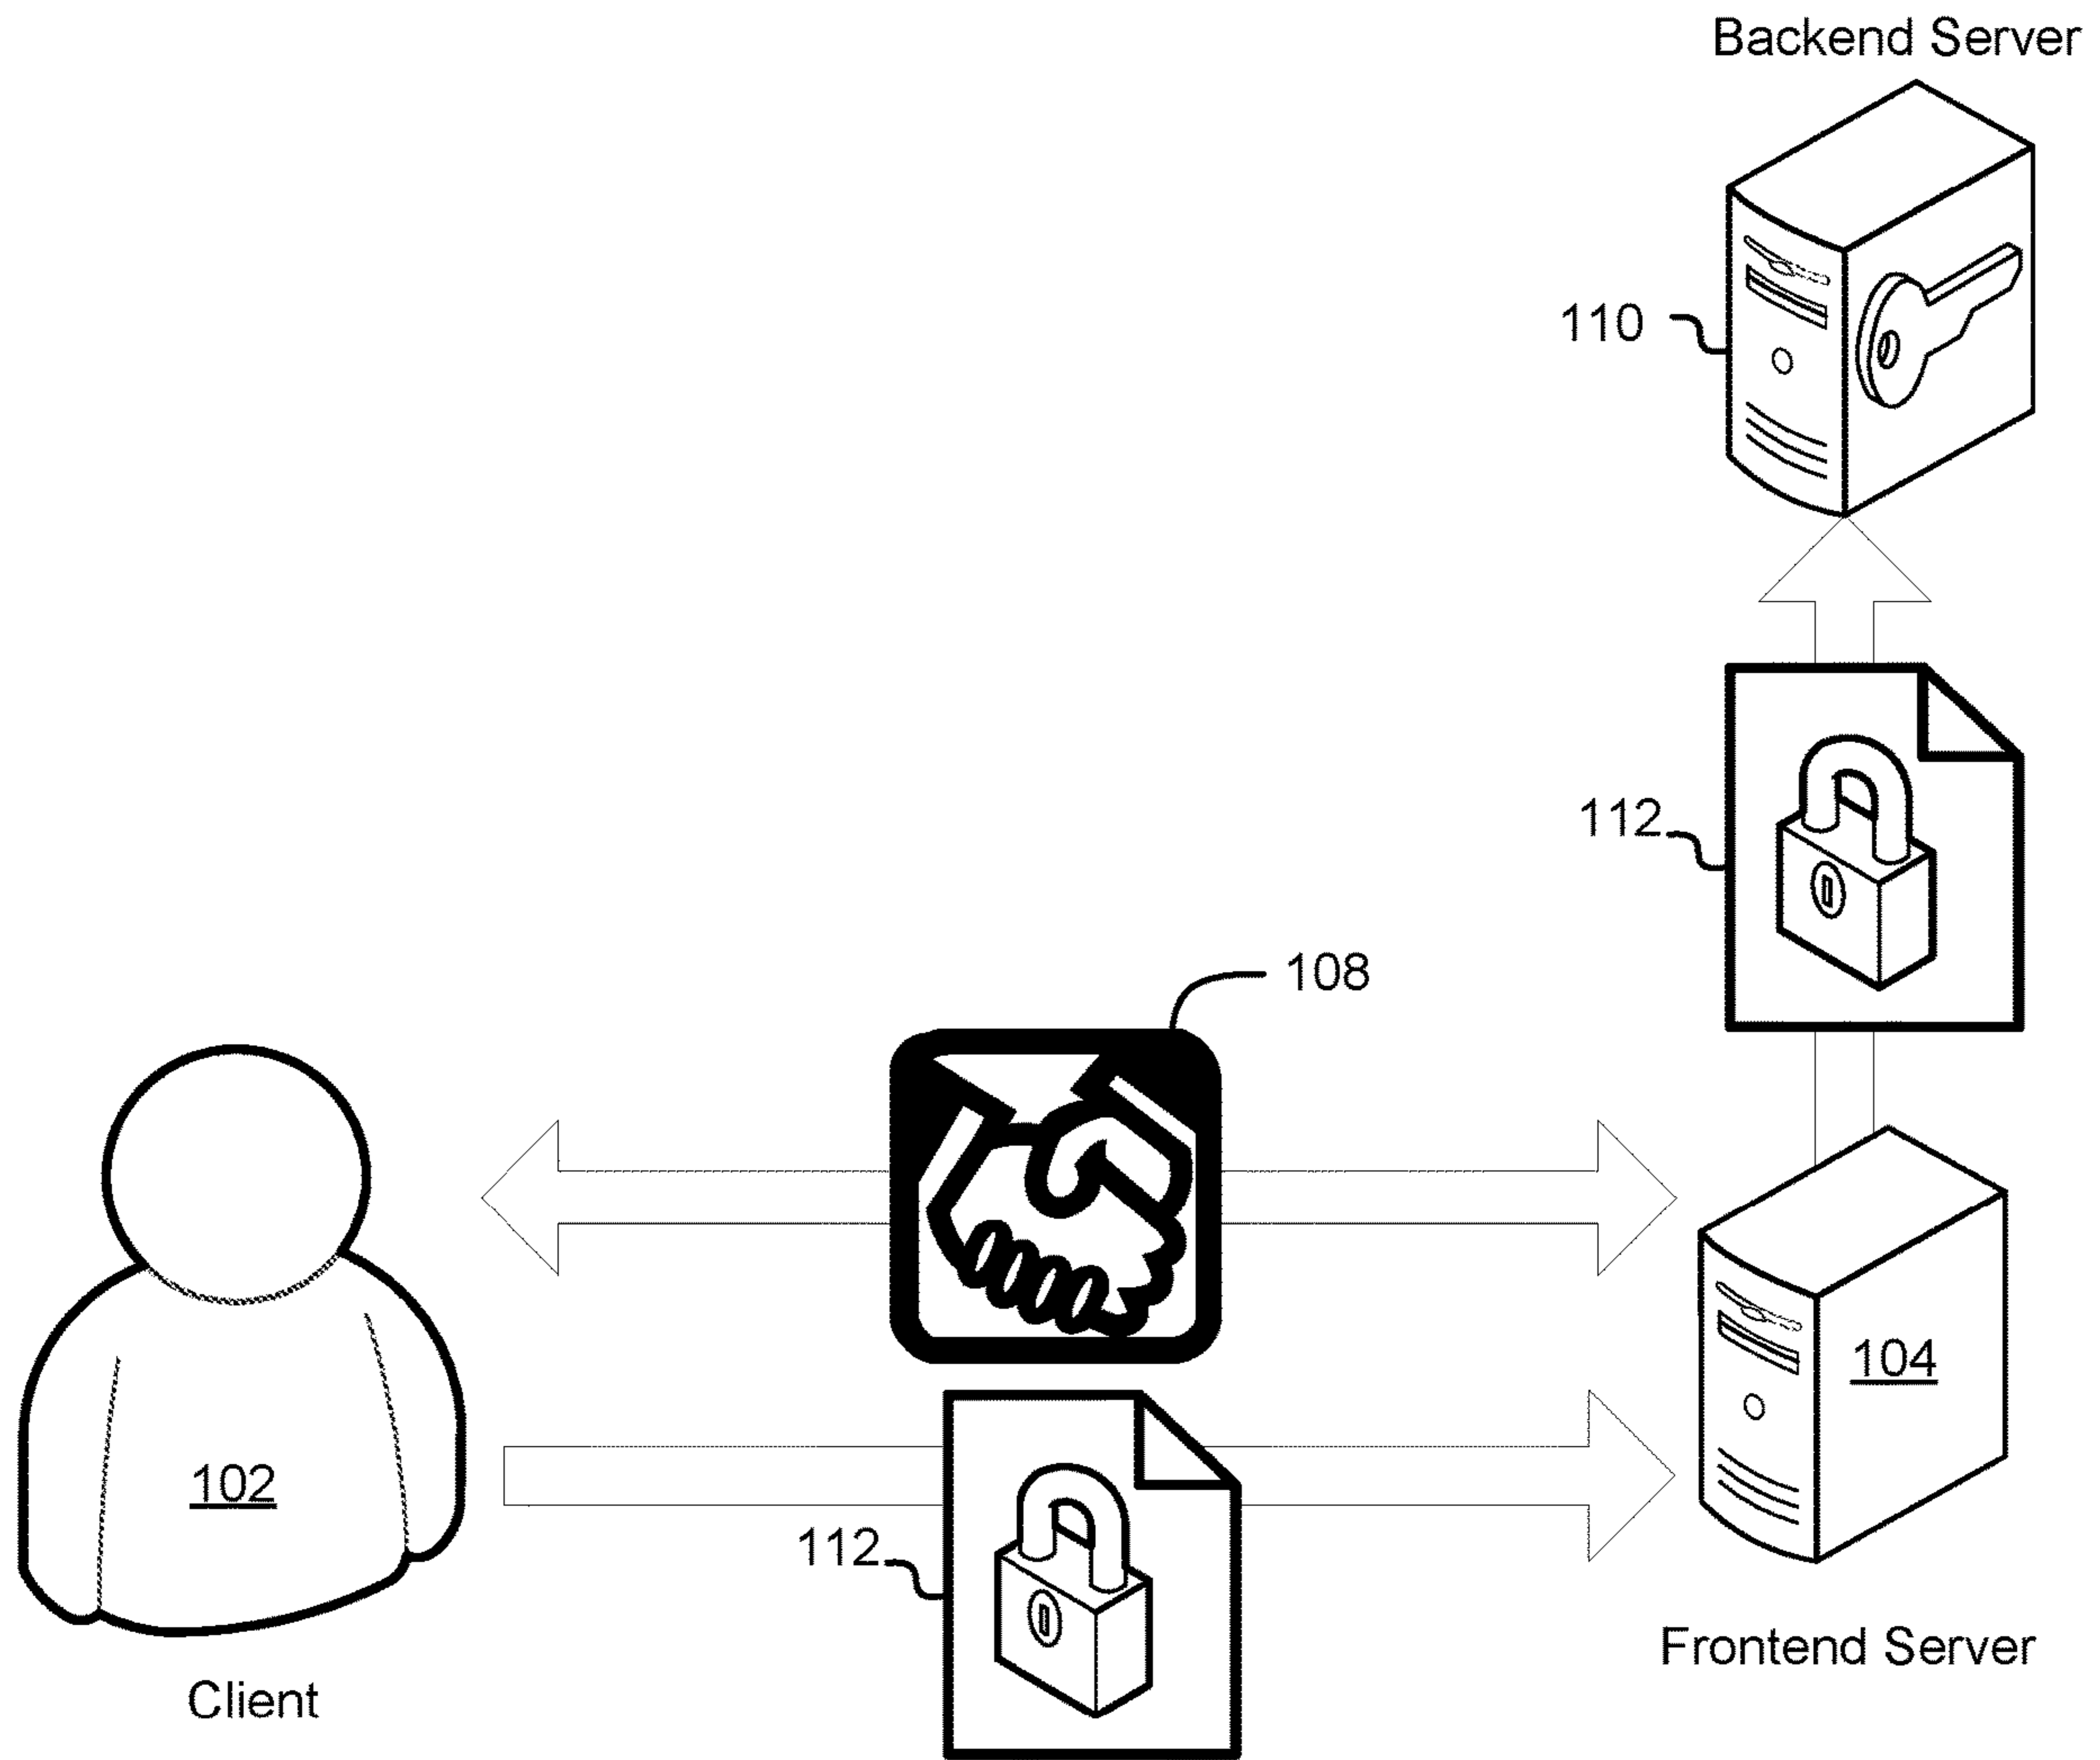 Backend Server
110
112
108
104
102
112
Frontend Server
Client